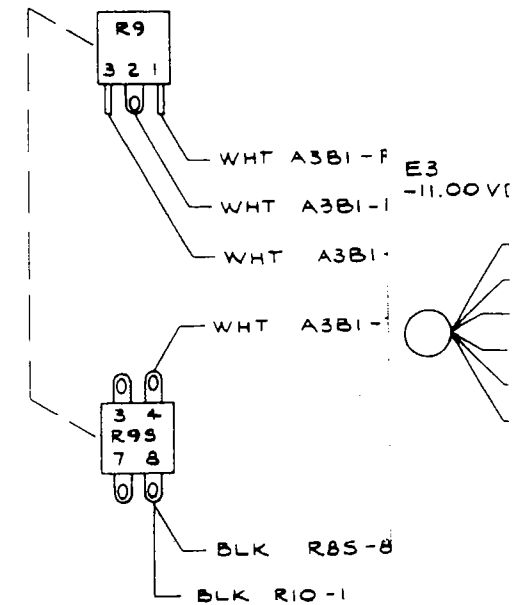 R9
3 2 1
WHT A3B1-
E3
-11.00 V
WHT A3B1-
WHT A3B1-
WHT A3B1-
3 4
R9S
7 8
BLK R8S-8
BLK R10-1